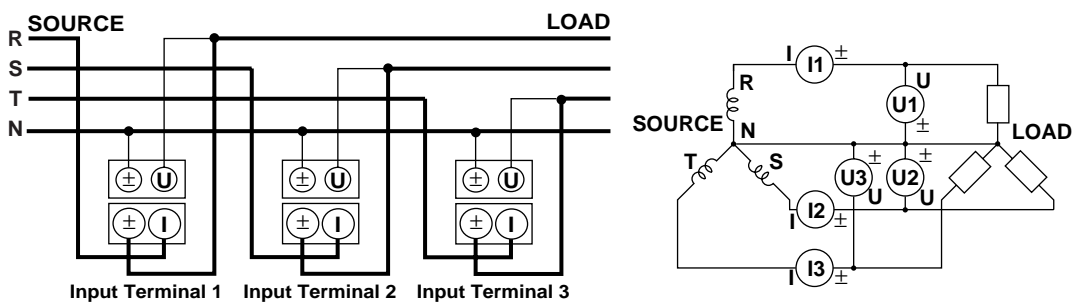 SOURCE
LOAD
R
S
T
N
± U
± U
± U
± I
± I
± I
Input Terminal 1
Input Terminal 2
Input Terminal 3
I I1 ±
R
U
U1
±
SOURCE
N
LOAD
T
S
± ±
U3 U2
U U
I I2 ±
I I3 ±